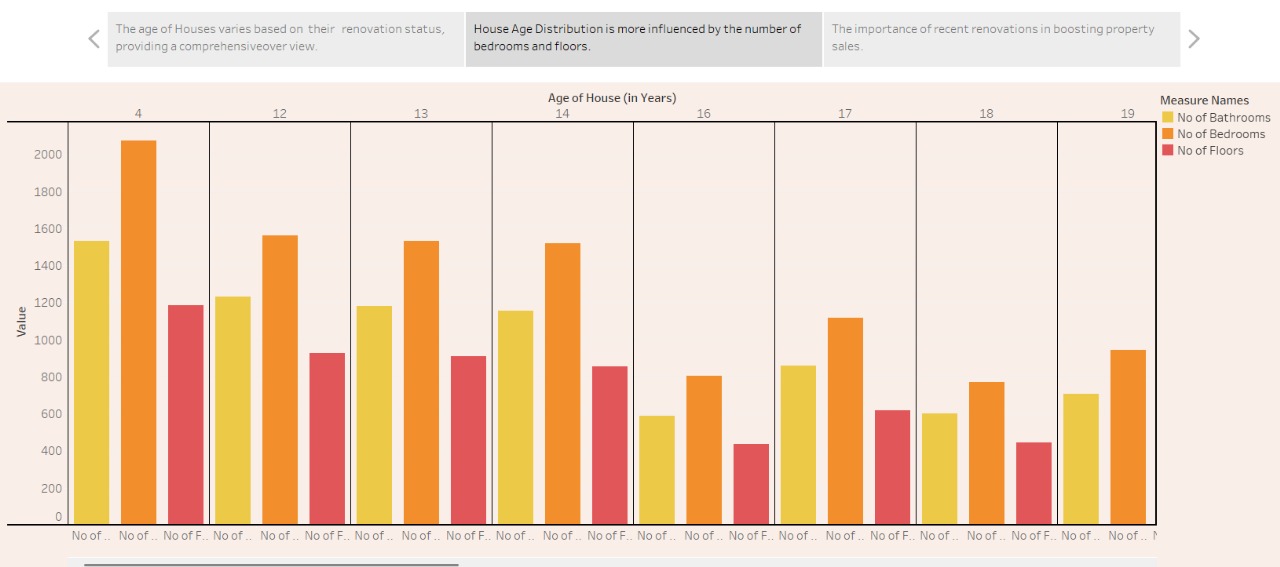 The age of Houses varies based on their renovation status,
providing a comprehensiveover view.
House Age Distribution is more influenced by the number of
bedrooms and floors.
The importance of recent renovations in boosting property
sales.
Age of House (in Years)
4 12 13 14 16 17 18 19
Measure Names
No of Bathrooms
No of Bedrooms
No of Floors
Value
2000
1800
1600
1400
1200
1000
800
600
400
200
0
No of .. No of .. No of F.. No of .. No of .. No of F.. No of .. No of .. No of F.. No of .. No of .. No of F.. No of .. No of .. No of F.. No of .. No of .. No of F.. No of .. No of .. No of F.. No of .. No of ..